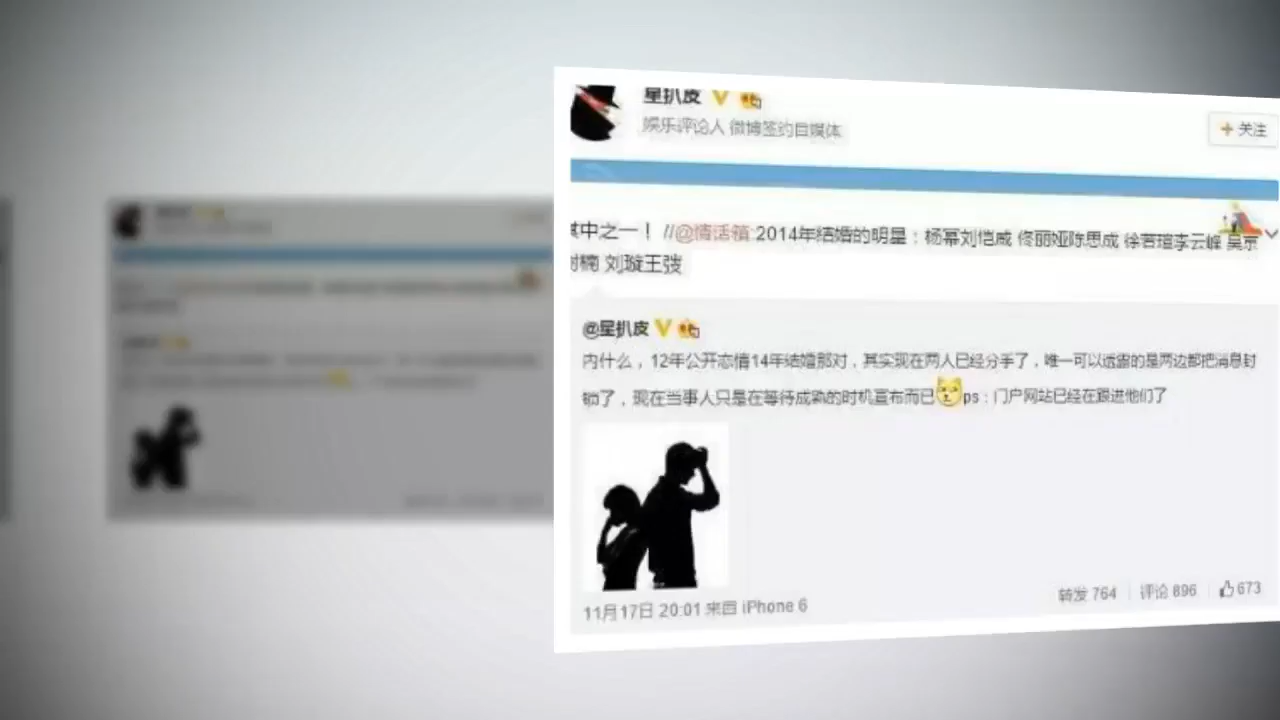 星扒皮
娱乐评论人 微博签约自媒体
+ 关注
其中之一！ //@情话箱:2014年结婚的明星：杨幂刘恺威 佟丽娅陈思成 徐若瑄李云峰 吴京
谢楠 刘璇王弢
@星扒皮
内什么，12年公开恋情14年结婚那对，其实现在两人已经分手了，唯一可以透露的是两边都把消息封
锁了，现在当事人只是在等待成熟的时机宣布而已 ps：门户网站已经在跟进他们了
11月17日 20:01 来自 iPhone 6
转发 764 评论 896 673